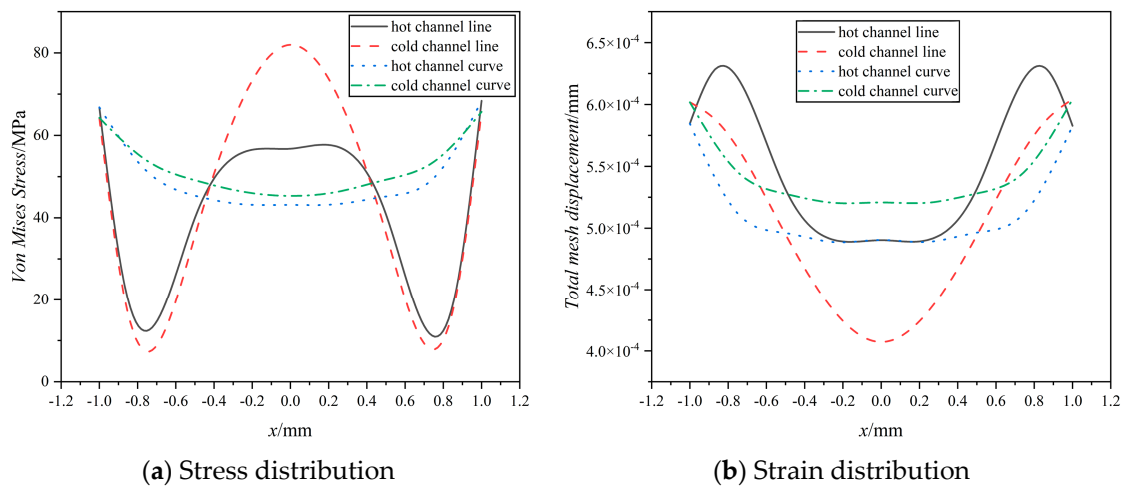 hot channel line
cold channel line
hot channel curve
cold channel curve
Von Mises Stress/MPa
80
60
40
20
0
-1.2 -1.0 -0.8 -0.6 -0.4 -0.2 0.0 0.2 0.4 0.6 0.8 1.0 1.2
x/mm
(a) Stress distribution
hot channel line
cold channel line
hot channel curve
cold channel curve
Total mesh displacement/mm
6.5×10⁻⁴
6.0×10⁻⁴
5.5×10⁻⁴
5.0×10⁻⁴
4.5×10⁻⁴
4.0×10⁻⁴
-1.2 -1.0 -0.8 -0.6 -0.4 -0.2 0.0 0.2 0.4 0.6 0.8 1.0 1.2
x/mm
(b) Strain distribution